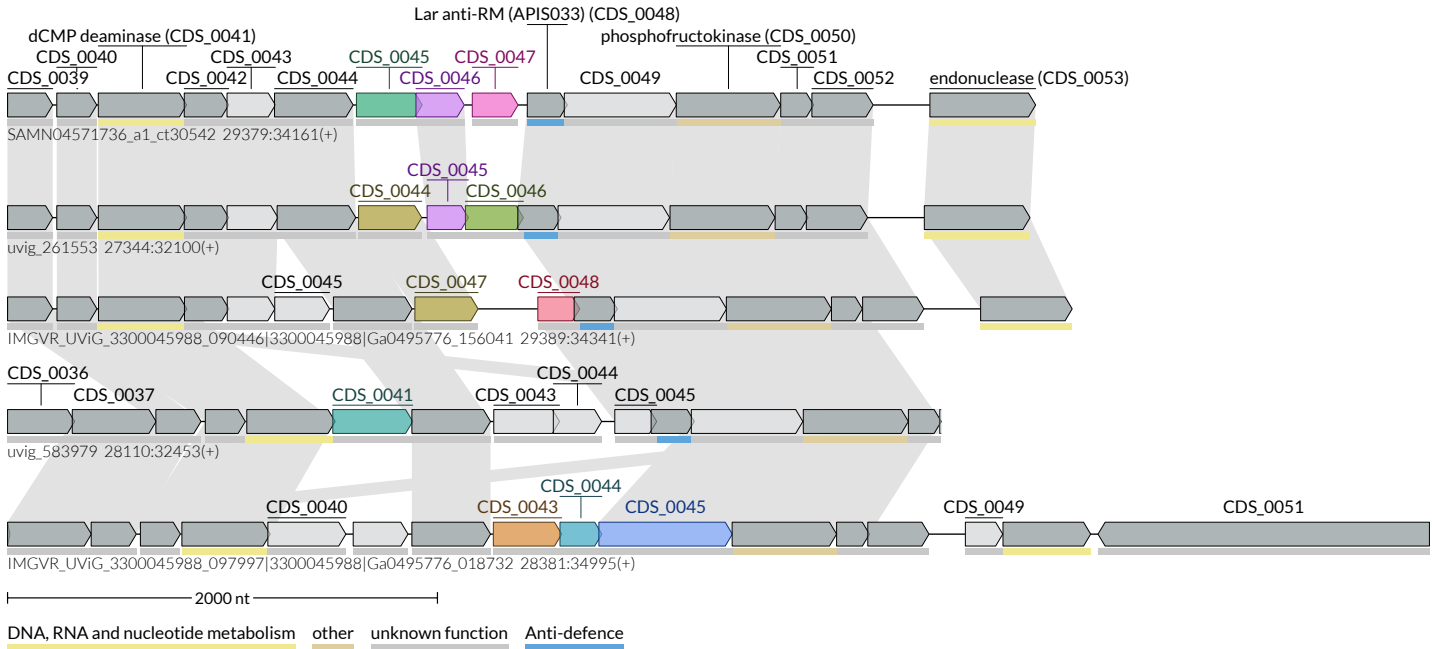 Lar anti-RM (APIS033) (CDS_0048)
dCMP deaminase (CDS_0041) phosphofructokinase (CDS_0050)
CDS_0040 CDS_0043 CDS_0045 CDS_0047 CDS_0051
CDS_0039 CDS_0042 CDS_0044 CDS_0046 CDS_0049 CDS_0052 endonuclease (CDS_0053)
SAMN04571736_a1_ct30542 29379:34161(+)
CDS_0045
CDS_0044 CDS_0046
uvig_261553 27344:32100(+)
CDS_0045 CDS_0047 CDS_0048
IMGVR_UViG_3300045988_090446|3300045988|Ga0495776_156041 29389:34341(+)
CDS_0036 CDS_0044
CDS_0037 CDS_0041 CDS_0043 CDS_0045
uvig_583979 28110:32453(+)
CDS_0044
CDS_0040 CDS_0043 CDS_0045 CDS_0049 CDS_0051
IMGVR_UViG_3300045988_097997|3300045988|Ga0495776_018732 28381:34995(+)
2000 nt
DNA, RNA and nucleotide metabolism other unknown function Anti-defence